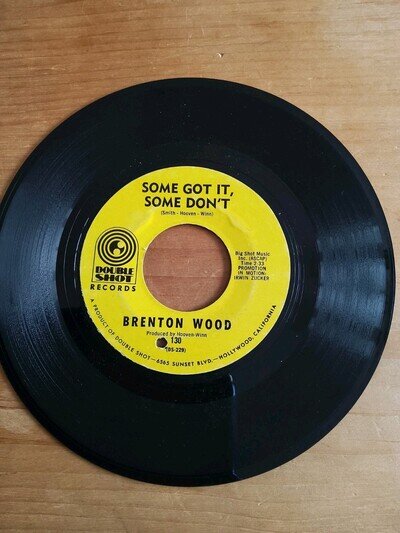 SOME GOT IT,
SOME DON'T
(Smith - Hooven - Winn)
DOUBLE
SHOT
RECORDS
Big Shot Music
Inc. (ASCAP)
Time 2:33
PROMOTION
IN MOTION-
IRWIN ZUCKER
BRENTON WOOD
Produced by Hooven-Winn
130
(DS-229)
A PRODUCT OF DOUBLE SHOT—6565 SUNSET BLVD.—HOLLYWOOD, CALIFORNIA